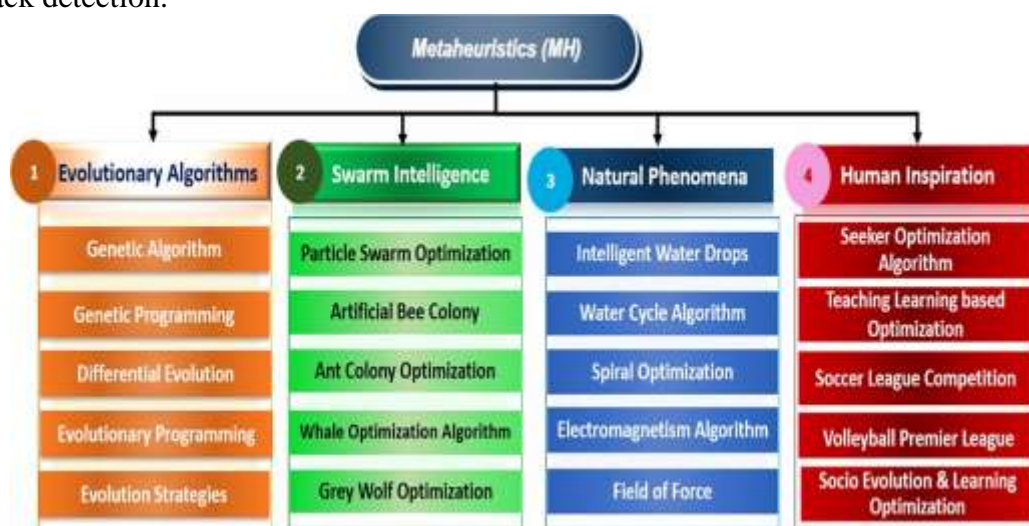 ack detection.
Metaheuristics (MH)
1
Evolutionary Algorithms
Genetic Algorithm
Genetic Programming
Differential Evolution
Evolutionary Programming
Evolution Strategies
2
Swarm Intelligence
Particle Swarm Optimization
Artificial Bee Colony
Ant Colony Optimization
Whale Optimization Algorithm
Grey Wolf Optimization
3
Natural Phenomena
Intelligent Water Drops
Water Cycle Algorithm
Spiral Optimization
Electromagnetism Algorithm
Field of Force
4
Human Inspiration
Seeker Optimization
Algorithm
Teaching Learning based
Optimization
Soccer League Competition
Volleyball Premier League
Socio Evolution & Learning
Optimization